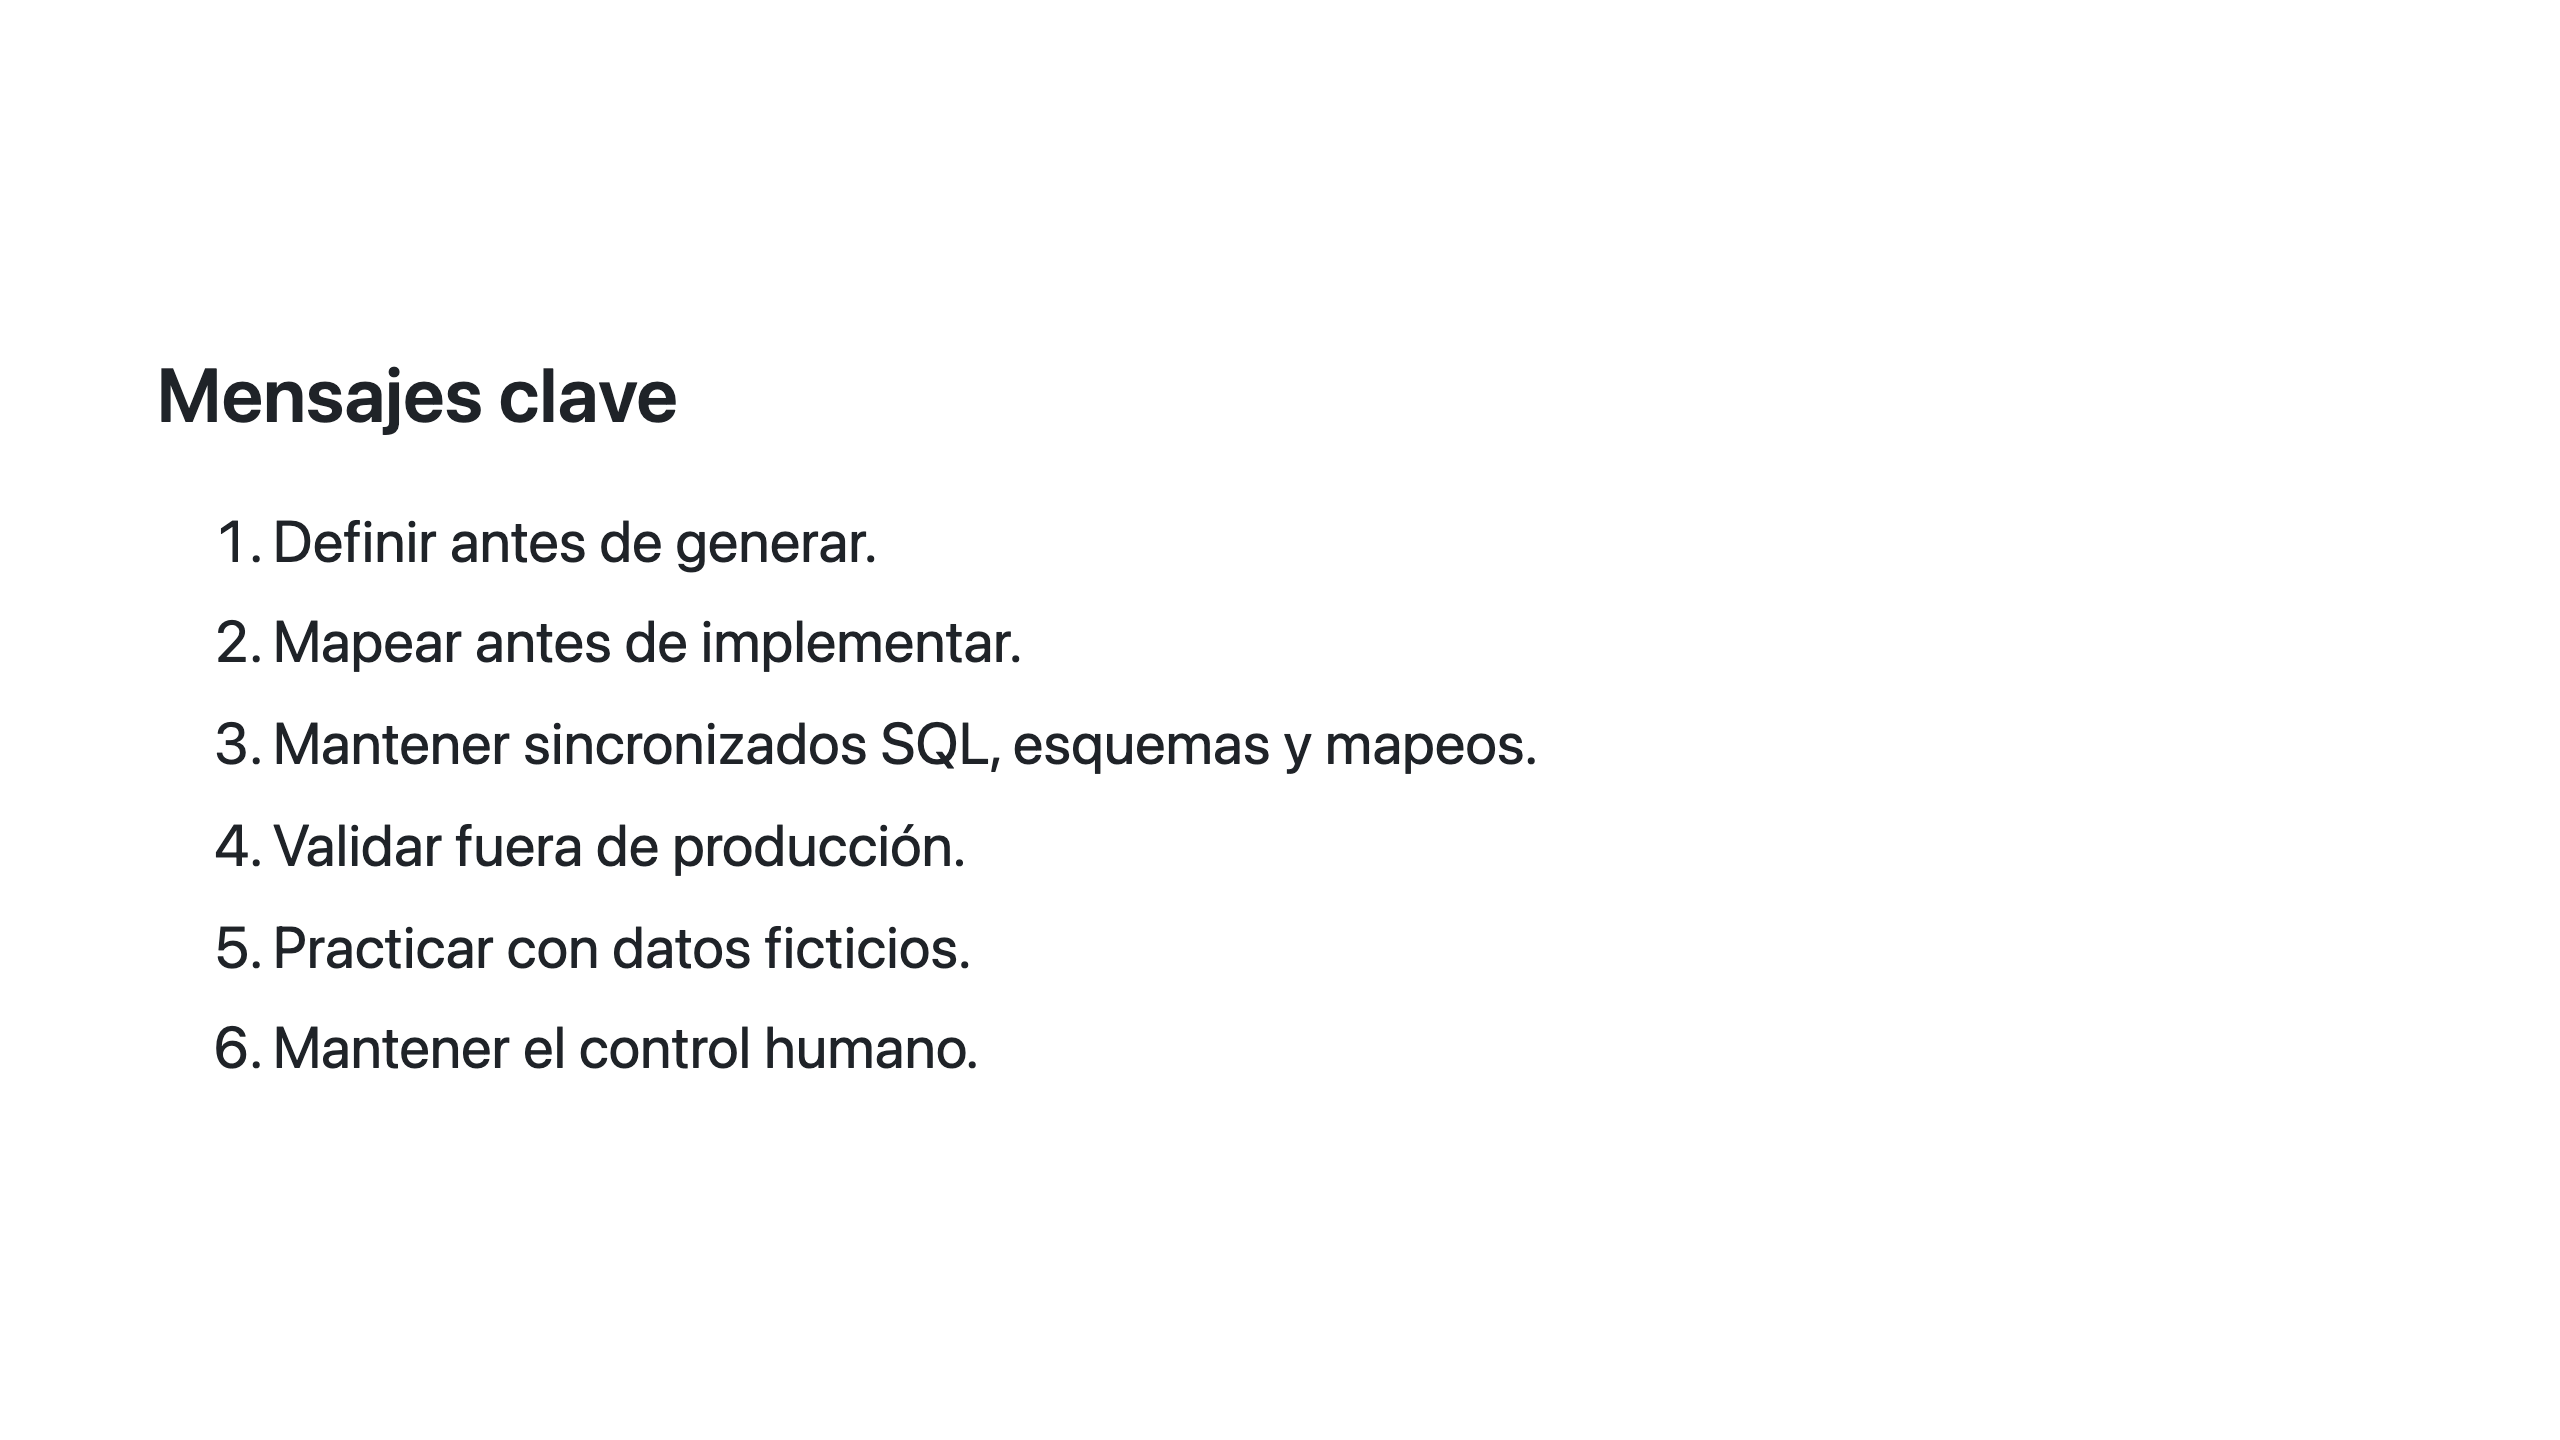 Mensajes clave
1. Definir antes de generar.
2. Mapear antes de implementar.
3. Mantener sincronizados SQL, esquemas y mapeos.
4. Validar fuera de producción.
5. Practicar con datos ficticios.
6. Mantener el control humano.